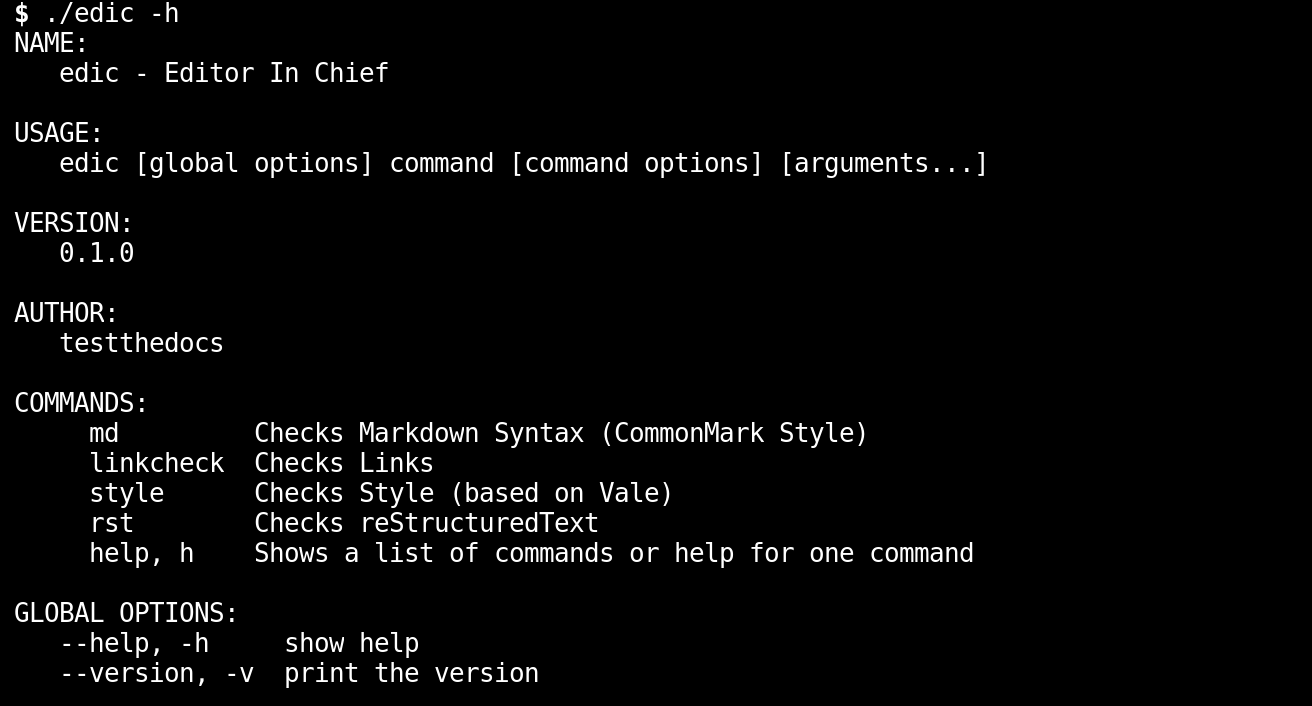 $ ./edic -h
NAME:
   edic - Editor In Chief

USAGE:
   edic [global options] command [command options] [arguments...]

VERSION:
   0.1.0

AUTHOR:
   testthedocs

COMMANDS:
     md         Checks Markdown Syntax (CommonMark Style)
     linkcheck  Checks Links
     style      Checks Style (based on Vale)
     rst        Checks reStructuredText
     help, h    Shows a list of commands or help for one command

GLOBAL OPTIONS:
   --help, -h     show help
   --version, -v  print the version